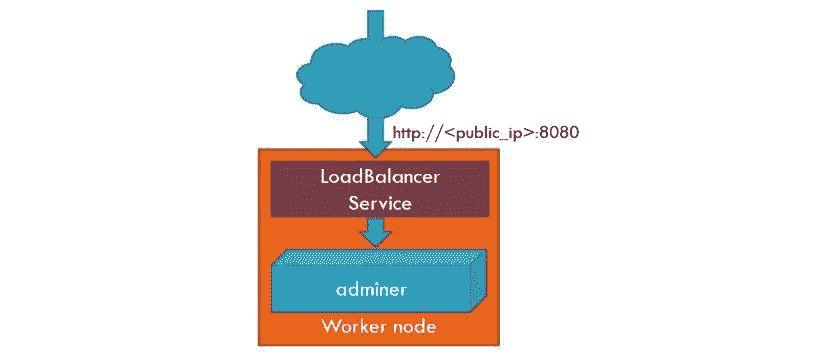 http://<public_ip>:8080
LoadBalancer
Service
adminer
Worker node